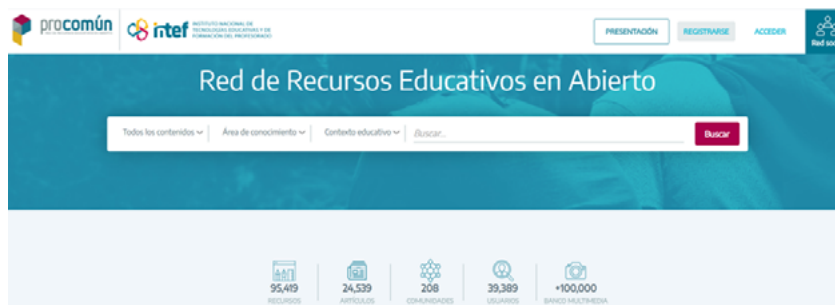 procomún
intef
INSTITUTO NACIONAL DE
TECNOLOGÍAS EDUCATIVAS Y DE
FORMACIÓN DEL PROFESORADO
PRESENTACIÓN
REGISTRARSE
ACCEDER
Red
Red de Recursos Educativos en Abierto
Todos los contenidos
Área de conocimiento
Contexto educativo
Buscar...
Buscar
95,419
24,539
208
39,389
+100,000
RECURSOS
ARTÍCULOS
COMUNIDADES
USUARIOS
BANCO MULTIMEDIA